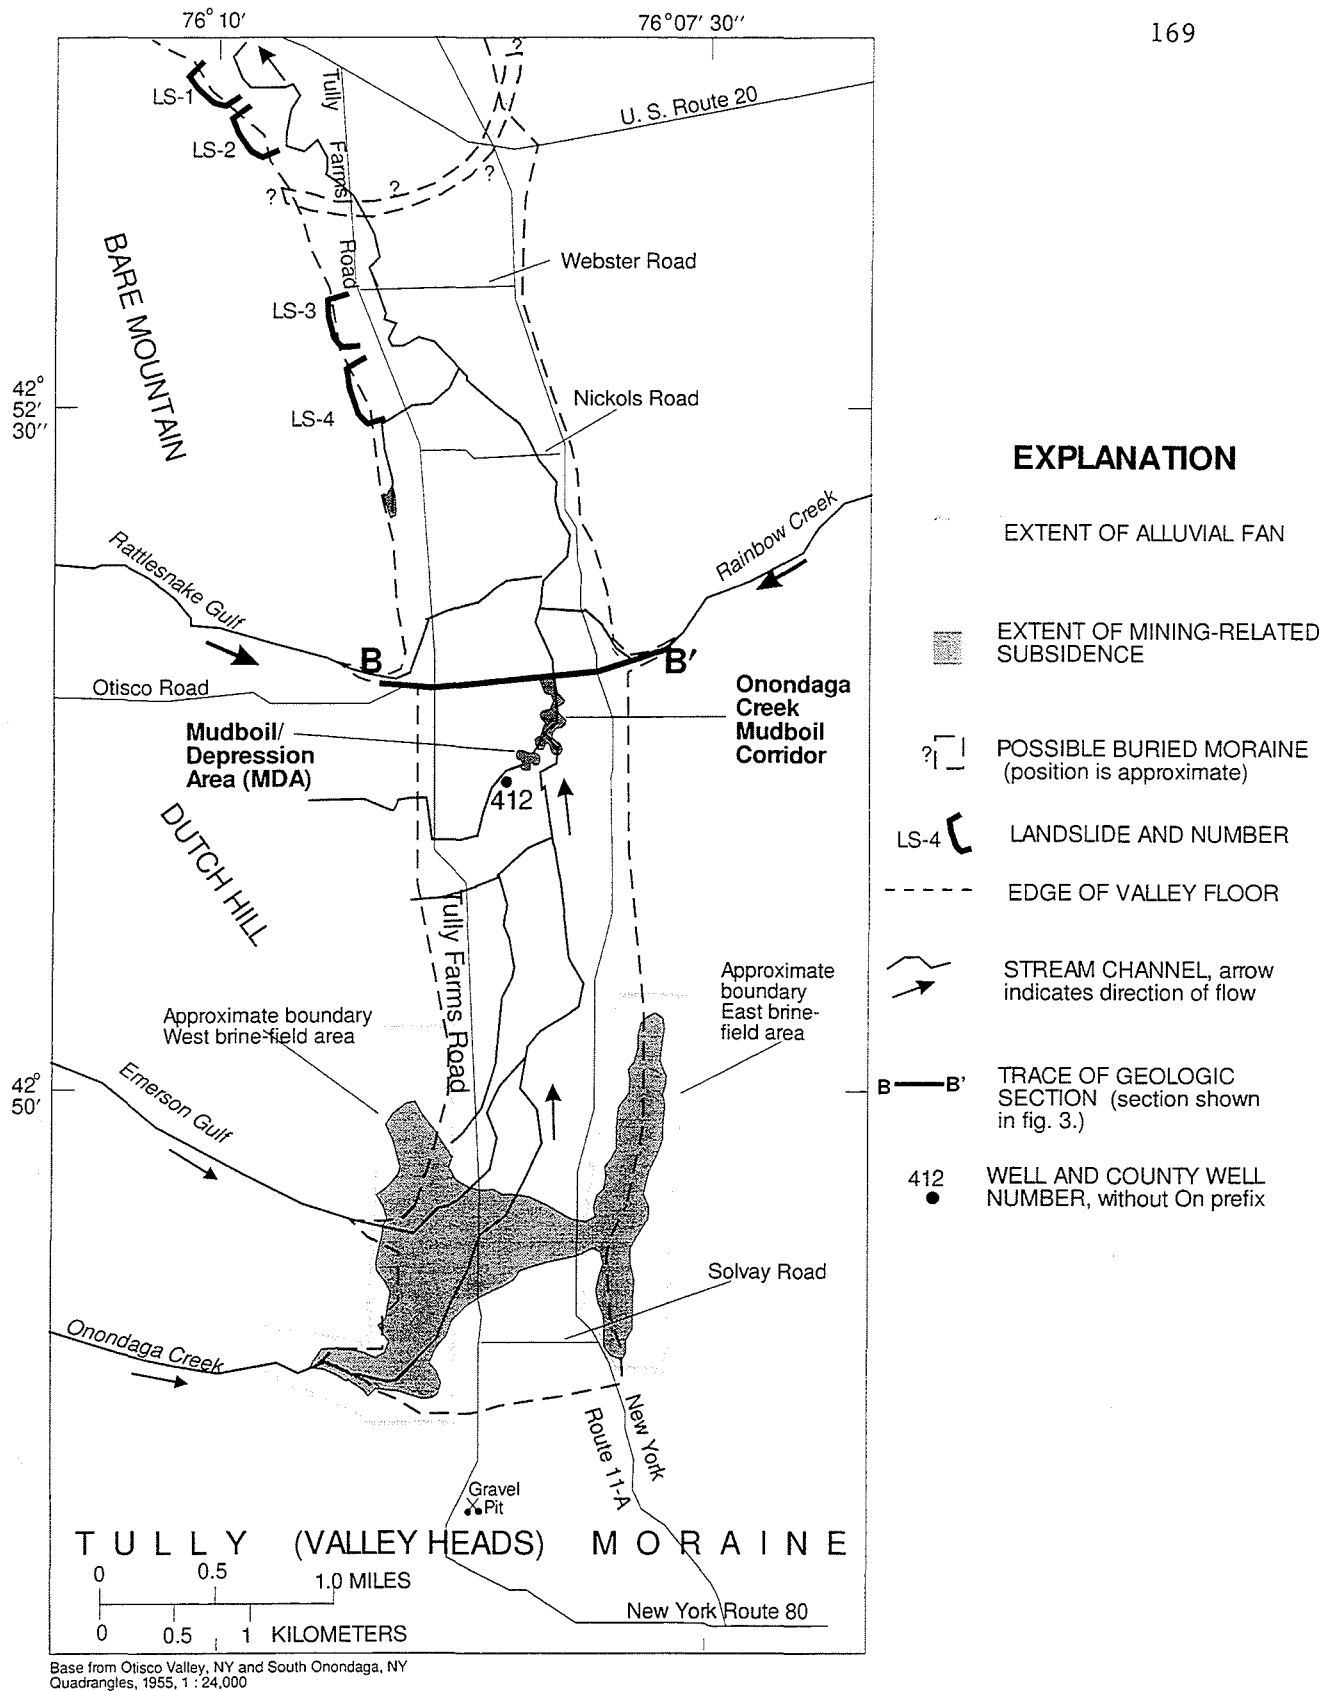 169
76° 10'
76° 07' 30''
LS-1
LS-2
Tully
Farms
Road
U. S. Route 20
?
?
?
?
Webster Road
BARE MOUNTAIN
LS-3
LS-4
Nickols Road
42°
52'
30''
Rattlesnake Gulf
Rainbow Creek
B
B'
Otisco Road
Mudboil/
Depression
Area (MDA)
Onondaga
Creek
Mudboil
Corridor
412
DUTCH HILL
Tully Farms Road
Approximate boundary
West brine-field area
Approximate
boundary
East brine-
field area
42°
50'
Emerson Gulf
Solvay Road
Onondaga Creek
New York
Route 11-A
Gravel
Pit
TULLY (VALLEY HEADS) MORAINE
0 0.5 1.0 MILES
0 0.5 1 KILOMETERS
New York Route 80
Base from Otisco Valley, NY and South Onondaga, NY
Quadrangles, 1955, 1 : 24,000
EXPLANATION
EXTENT OF ALLUVIAL FAN
EXTENT OF MINING-RELATED
SUBSIDENCE
?
POSSIBLE BURIED MORAINE
(position is approximate)
LS-4
LANDSLIDE AND NUMBER
EDGE OF VALLEY FLOOR
STREAM CHANNEL, arrow
indicates direction of flow
B B'
TRACE OF GEOLOGIC
SECTION (section shown
in fig. 3.)
412
WELL AND COUNTY WELL
NUMBER, without On prefix